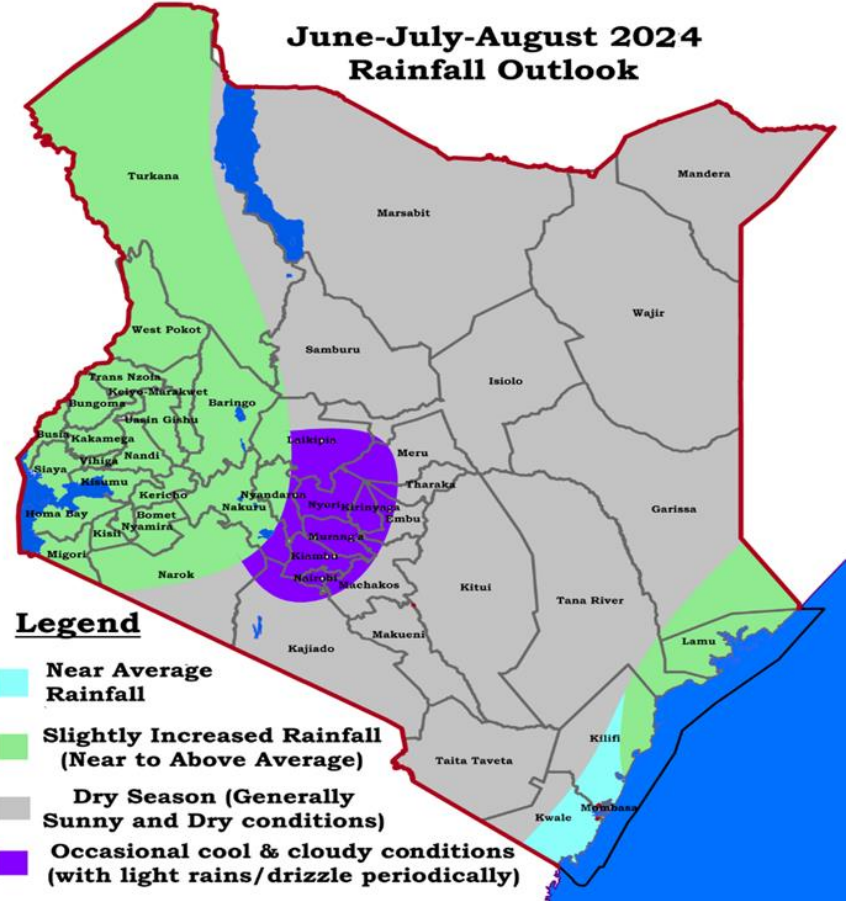 June-July-August 2024
Rainfall Outlook
Turkana
Marsabit
Mandera
Wajir
West Pokot
Samburu
Isiolo
Trans Nzoia
Keiyo-Marakwet
Bungoma
Baringo
Uasin Gishu
Busia
Kakamega
Laikipia
Nandi
Meru
Vihiga
Siaya
Kisumu
Tharaka
Kericho
Nyandarua
Nakuru
Nyeri
Kirinyaga
Garissa
Homa Bay
Bomet
Embu
Nyamira
Kisii
Murang'a
Migori
Kiambu
Narok
Nairobi
Machakos
Kitui
Tana River
Makueni
Kajiado
Lamu
Kilifi
Taita Taveta
Mombasa
Kwale
Legend
Near Average
Rainfall
Slightly Increased Rainfall
(Near to Above Average)
Dry Season (Generally
Sunny and Dry conditions)
Occasional cool & cloudy conditions
(with light rains/drizzle periodically)